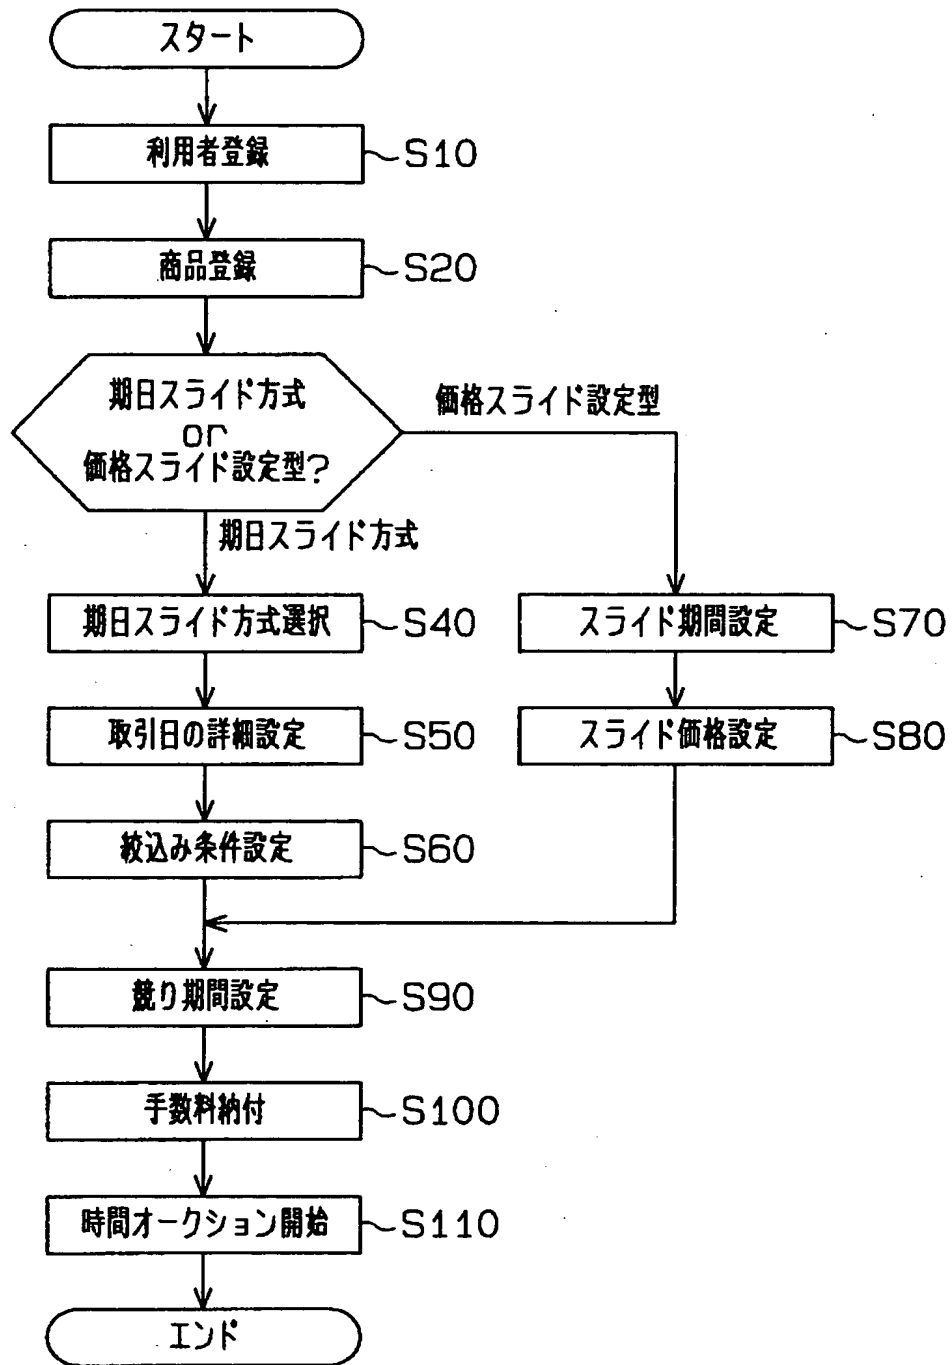 スタート
利用者登録
S10
商品登録
S20
期日スライド方式
or
価格スライド設定型?
価格スライド設定型
期日スライド方式
期日スライド方式選択
S40
スライド期間設定
S70
取引日の詳細設定
S50
スライド価格設定
S80
絞込み条件設定
S60
競り期間設定
S90
手数料納付
S100
時間オークション開始
S110
エンド